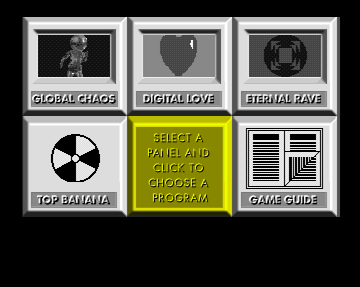 GLOBAL CHAOS
DIGITAL LOVE
ETERNAL RAVE
TOP BANANA
SELECT A
PANEL AND
CLICK TO
CHOOSE A
PROGRAM
GAME GUIDE